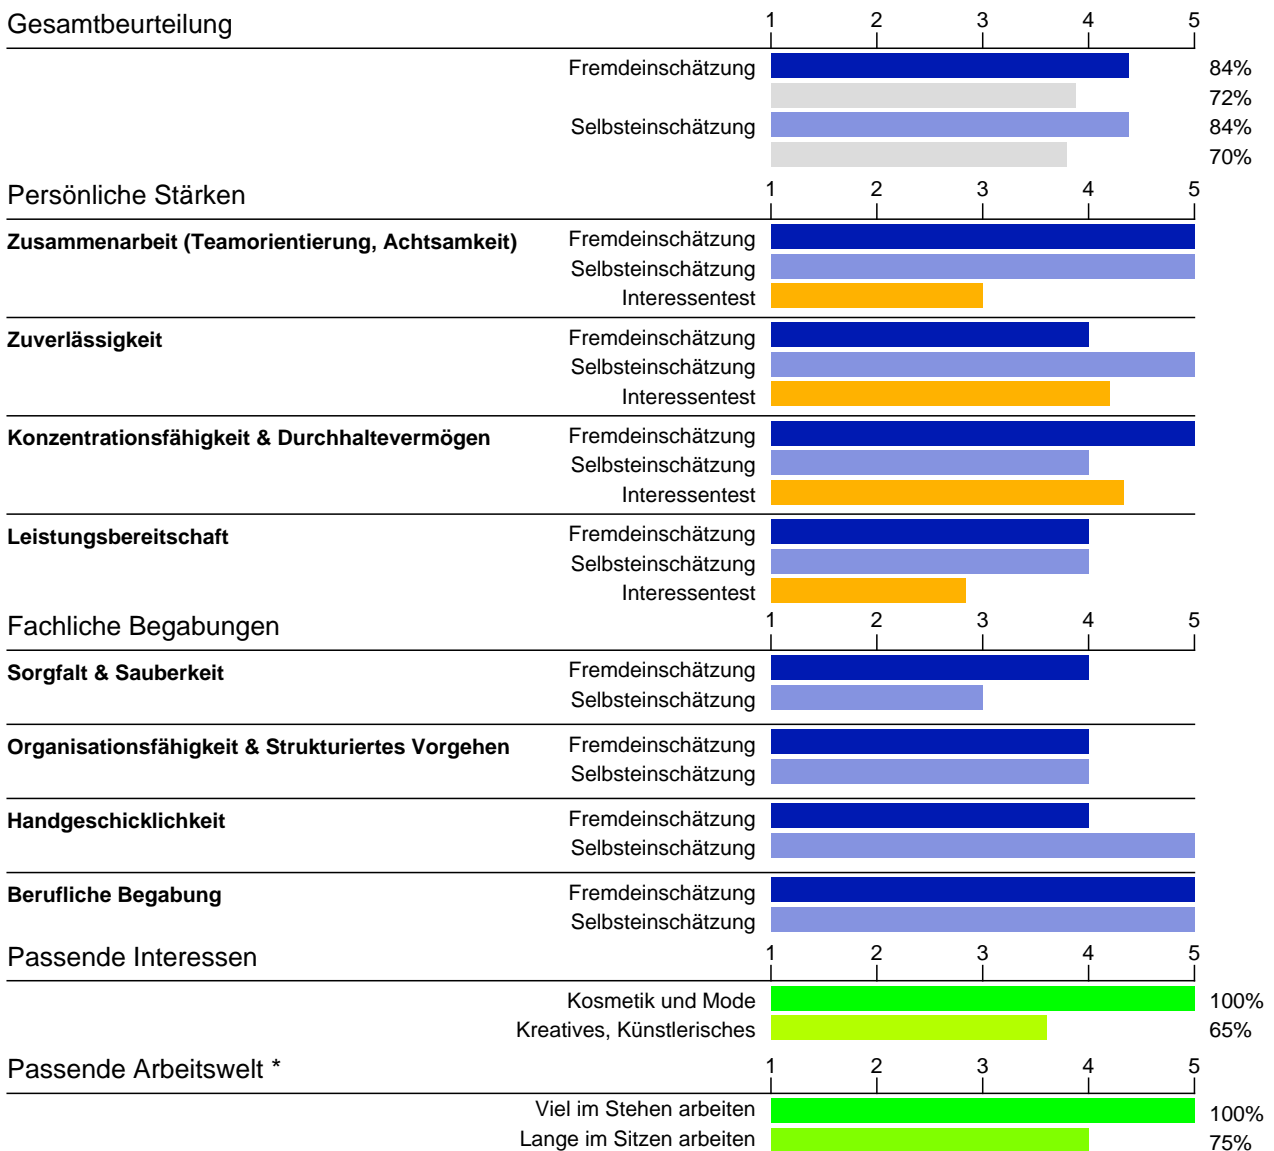 Gesamtbeurteilung 1 2 3 4 5
Fremdeinschätzung 84%
72%
Selbsteinschätzung 84%
70%
Persönliche Stärken 1 2 3 4 5
Zusammenarbeit (Teamorientierung, Achtsamkeit) Fremdeinschätzung
Selbsteinschätzung
Interessentest
Zuverlässigkeit Fremdeinschätzung
Selbsteinschätzung
Interessentest
Konzentrationsfähigkeit & Durchhaltevermögen Fremdeinschätzung
Selbsteinschätzung
Interessentest
Leistungsbereitschaft Fremdeinschätzung
Selbsteinschätzung
Interessentest
Fachliche Begabungen 1 2 3 4 5
Sorgfalt & Sauberkeit Fremdeinschätzung
Selbsteinschätzung
Organisationsfähigkeit & Strukturiertes Vorgehen Fremdeinschätzung
Selbsteinschätzung
Handgeschicklichkeit Fremdeinschätzung
Selbsteinschätzung
Berufliche Begabung Fremdeinschätzung
Selbsteinschätzung
Passende Interessen 1 2 3 4 5
Kosmetik und Mode 100%
Kreatives, Künstlerisches 65%
Passende Arbeitswelt * 1 2 3 4 5
Viel im Stehen arbeiten 100%
Lange im Sitzen arbeiten 75%